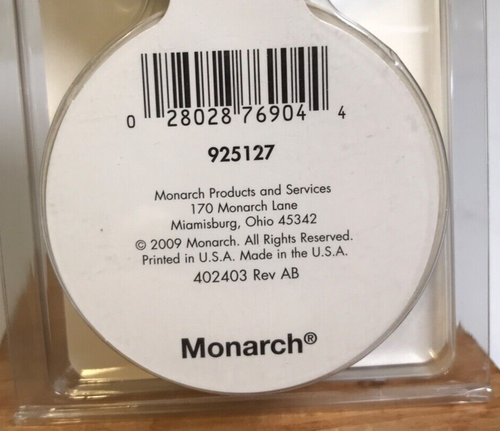 0 28028 76904 4
925127
Monarch Products and Services
170 Monarch Lane
Miamisburg, Ohio 45342
© 2009 Monarch. All Rights Reserved.
Printed in U.S.A. Made in the U.S.A.
402403 Rev AB
Monarch®